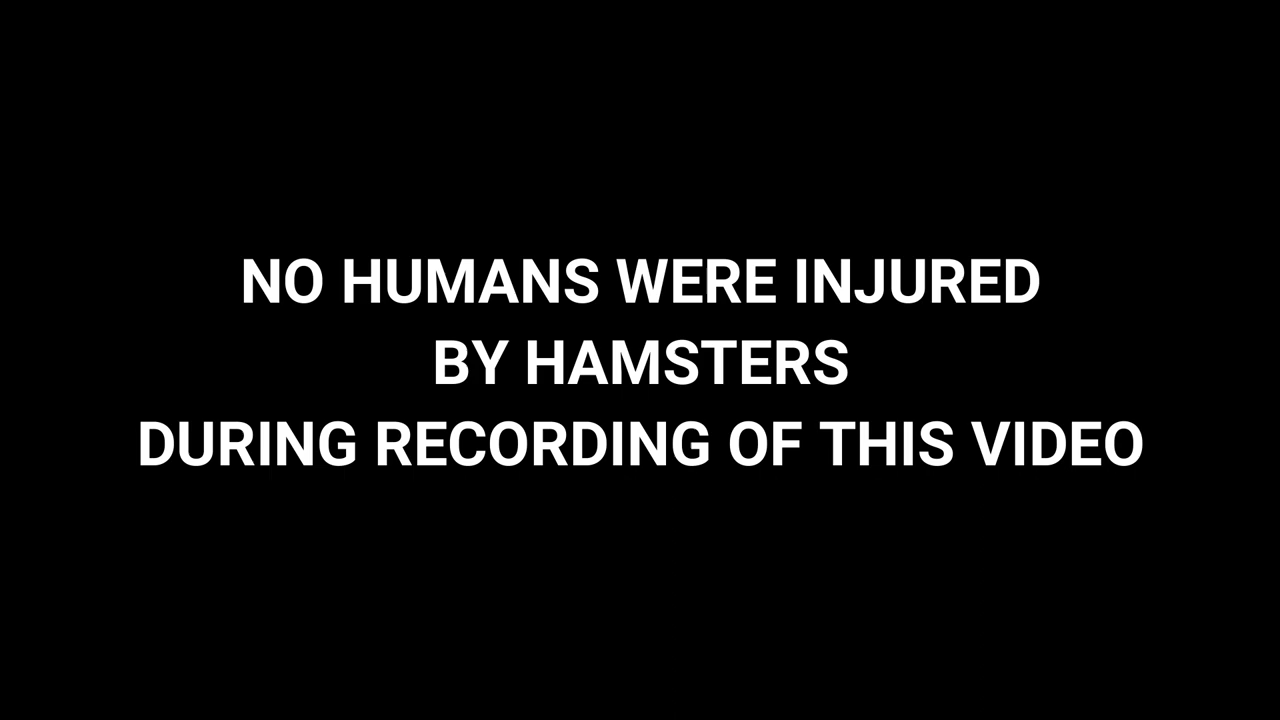 NO HUMANS WERE INJURED
BY HAMSTERS
DURING RECORDING OF THIS VIDEO